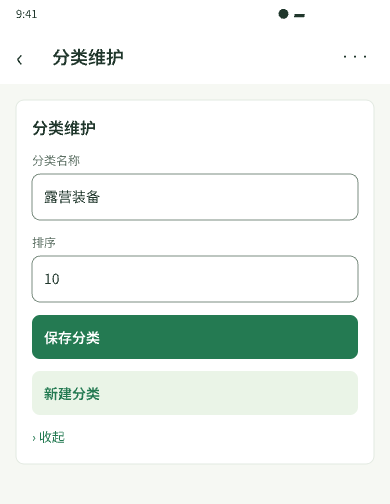 9:41
‹ 分类维护 ···
分类维护
分类名称
露营装备
排序
10
保存分类
新建分类
› 收起